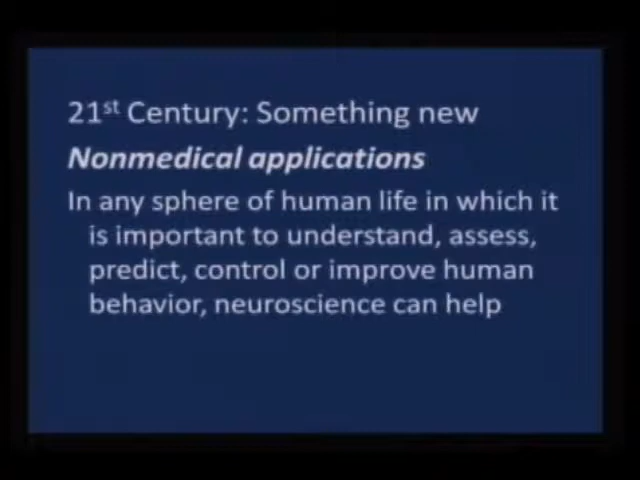 21st Century: Something new
Nonmedical applications
In any sphere of human life in which it
is important to understand, assess,
predict, control or improve human
behavior, neuroscience can help